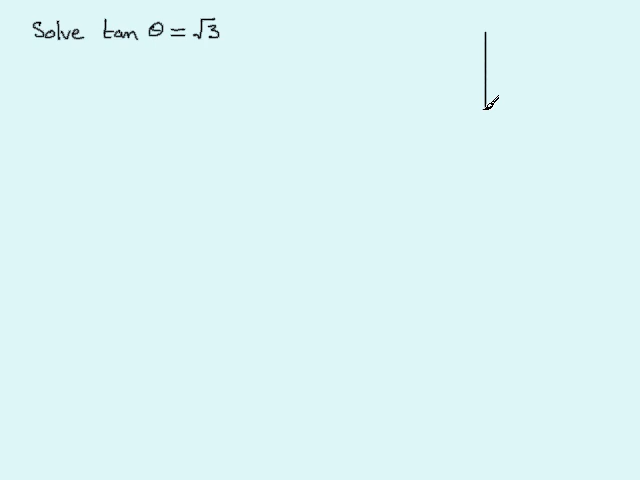 Solve tan θ = √3